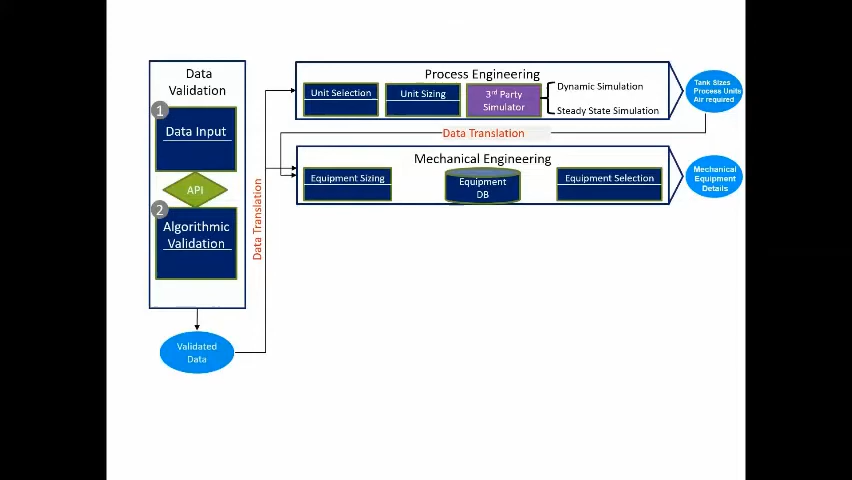 Data
Validation
1
Data Input
API
2
Algorithmic
Validation
Validated
Data
Data Translation
Process Engineering
Unit Selection
Unit Sizing
3rd Party
Simulator
Dynamic Simulation
Steady State Simulation
Tank Sizes
Process Units
Air required
Data Translation
Mechanical Engineering
Equipment Sizing
Equipment
DB
Equipment Selection
Mechanical
Equipment
Details